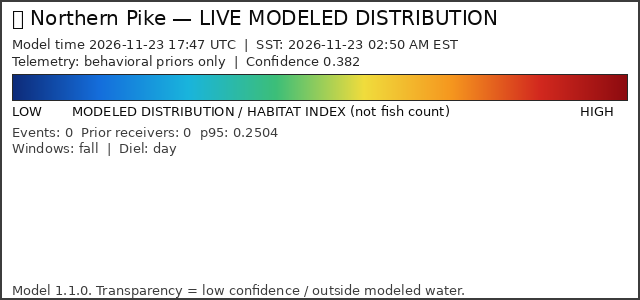 Northern Pike — LIVE MODELED DISTRIBUTION
Model time 2026-11-23 17:47 UTC | SST: 2026-11-23 02:50 AM EST
Telemetry: behavioral priors only | Confidence 0.382
LOW MODELED DISTRIBUTION / HABITAT INDEX (not fish count) HIGH
Events: 0 Prior receivers: 0 p95: 0.2504
Windows: fall | Diel: day
Model 1.1.0. Transparency = low confidence / outside modeled water.